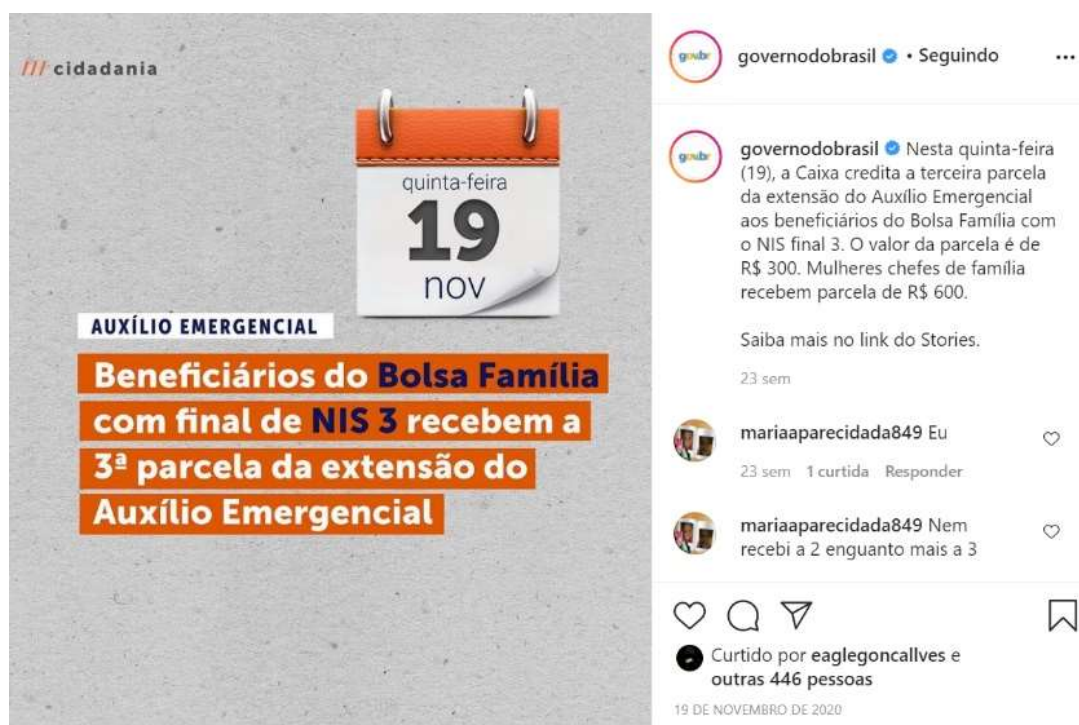 /// cidadania
quinta-feira
19
nov
AUXÍLIO EMERGENCIAL
Beneficiários do Bolsa Família
com final de NIS 3 recebem a
3ª parcela da extensão do
Auxílio Emergencial
gov.br
governodobrasil • Seguindo
gov.br
governodobrasil Nesta quinta-feira
(19), a Caixa credita a terceira parcela
da extensão do Auxílio Emergencial
aos beneficiários do Bolsa Família com
o NIS final 3. O valor da parcela é de
R$ 300. Mulheres chefes de família
recebem parcela de R$ 600.
Saiba mais no link do Stories.
23 sem
mariaaparecidada849 Eu
23 sem 1 curtida Responder
mariaaparecidada849 Nem
recebi a 2 enquanto mais a 3
Curtido por eaglegoncallves e
outras 446 pessoas
19 DE NOVEMBRO DE 2020